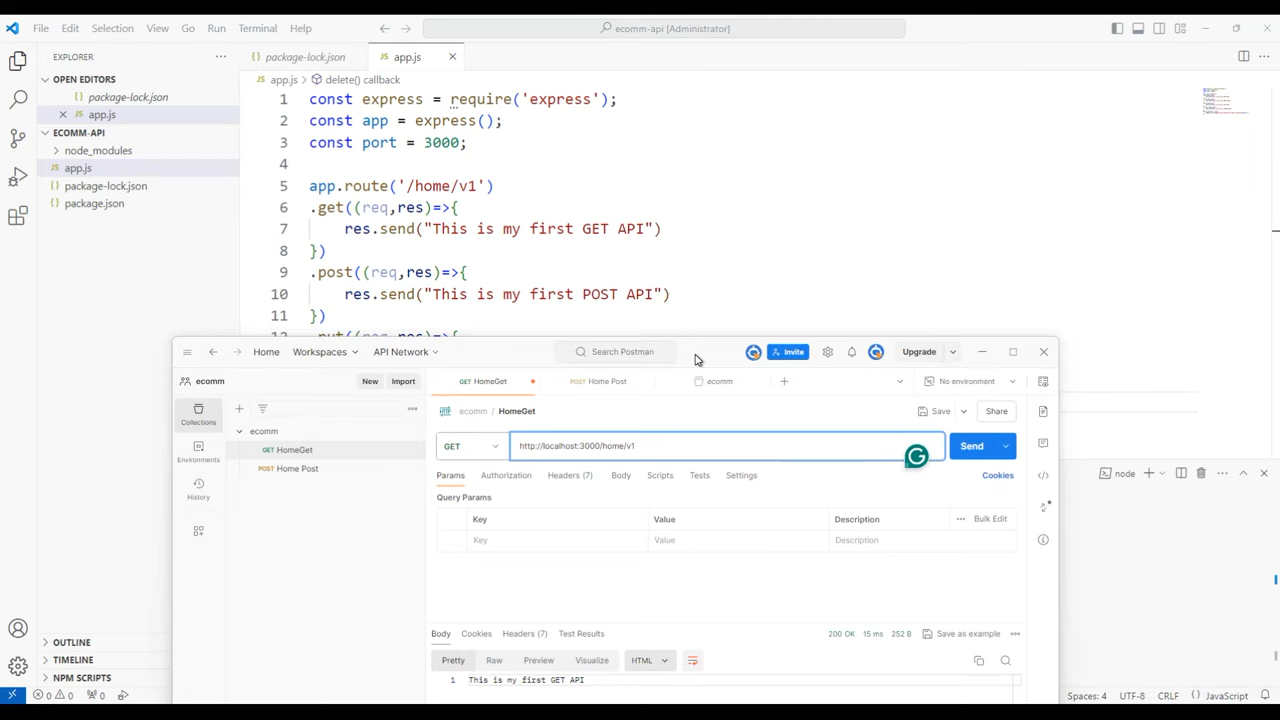 File Edit Selection View Go Run Terminal Help
ecomm-api [Administrator]
EXPLORER
OPEN EDITORS
package-lock.json
app.js
ECOMM-API
node_modules
app.js
package-lock.json
package.json
OUTLINE
TIMELINE
NPM SCRIPTS
package-lock.json app.js
app.js > delete() callback
1 const express = require('express');
2 const app = express();
3 const port = 3000;
4
5 app.route('/home/v1')
6 .get((req,res)=>{
7 res.send("This is my first GET API")
8 })
9 .post((req,res)=>{
10 res.send("This is my first POST API")
11 })
node
Home Workspaces API Network Search Postman Invite Upgrade
ecomm New Import GET HomeGet POST Home Post ecomm No environment
Collections
Environments
History
ecomm
GET HomeGet
POST Home Post
HTTP ecomm / HomeGet Save Share
GET http://localhost:3000/home/v1 Send
Params Authorization Headers (7) Body Scripts Tests Settings Cookies
Query Params
Key Value Description Bulk Edit
Key Value Description
Body Cookies Headers (7) Test Results 200 OK 15 ms 252 B Save as example
Pretty Raw Preview Visualize HTML
1 This is my first GET API
0 0 0 Spaces: 4 UTF-8 CRLF JavaScript